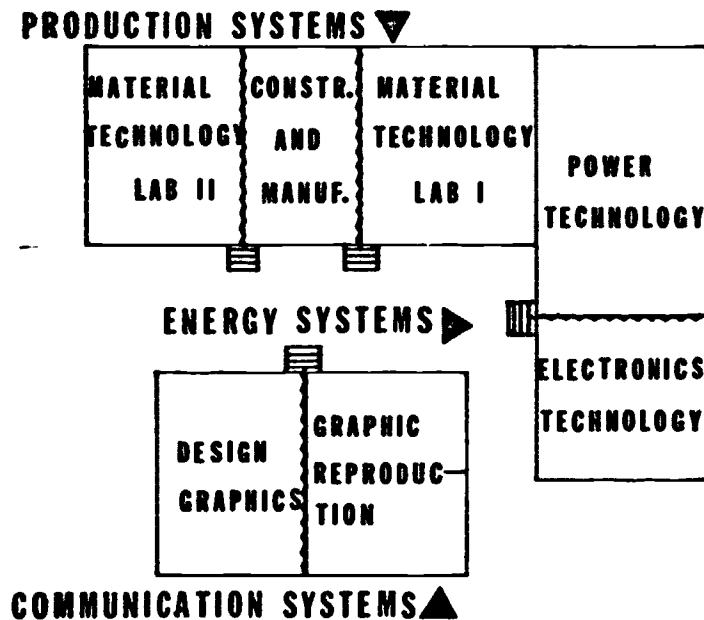 PRODUCTION SYSTEMS
MATERIAL
TECHNOLOGY
LAB II
CONSTR.
AND
MANUF.
MATERIAL
TECHNOLOGY
LAB I
POWER
TECHNOLOGY
ENERGY SYSTEMS
ELECTRONICS
TECHNOLOGY
DESIGN
GRAPHICS
GRAPHIC
REPRODUC-
TION
COMMUNICATION SYSTEMS